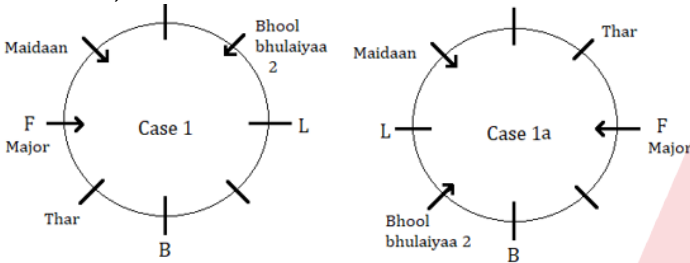 Maidaan
Bhool
bhulaiyaa
2
F
Major
Case 1
L
Thar
B
Maidaan
Thar
L
Case 1a
F
Major
Bhool
bhulaiyaa 2
B